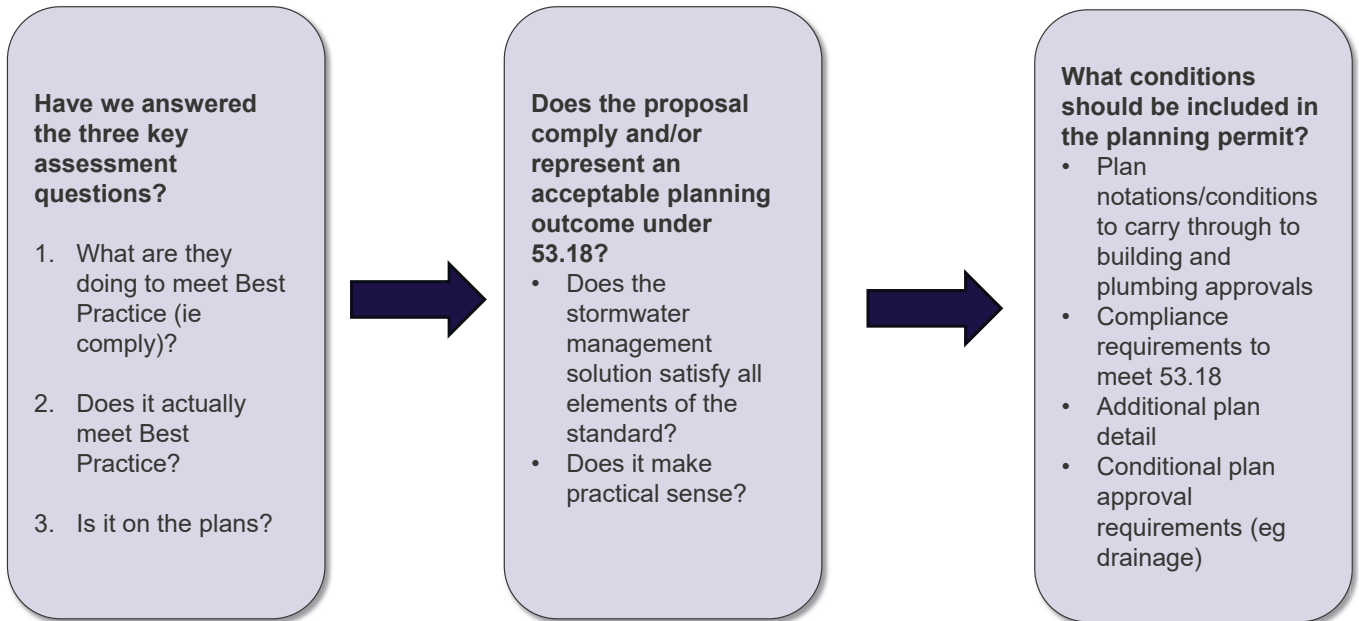 Have we answered
the three key
assessment
questions?
1. What are they
doing to meet Best
Practice (ie
comply)?
2. Does it actually
meet Best
Practice?
3. Is it on the plans?
Does the proposal
comply and/or
represent an
acceptable planning
outcome under
53.18?
• Does the
stormwater
management
solution satisfy all
elements of the
standard?
• Does it make
practical sense?
What conditions
should be included in
the planning permit?
• Plan
notations/conditions
to carry through to
building and
plumbing approvals
• Compliance
requirements to
meet 53.18
• Additional plan
detail
• Conditional plan
approval
requirements (eg
drainage)